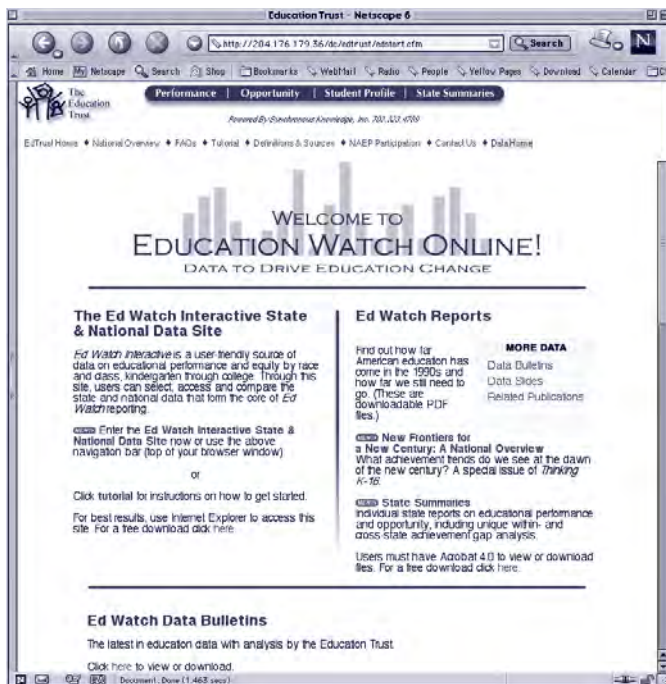 Education Trust - Netscape 6
http://204.176.179.36/dc/edtrust/edstart.cfm
Search
N
Home Netscape Search Shop Bookmarks WebMail Radio People Yellow Pages Download Calendar
The
Education
Trust
Performance | Opportunity | Student Profile | State Summaries
Powered By Synchronous Knowledge, Inc.
EdTrust Home ♦ National Overview ♦ FAQs ♦ Tutorial ♦ Definitions & Sources ♦ NAEP Participation ♦ Contact Us ♦ Data Home
WELCOME TO
EDUCATION WATCH ONLINE!
DATA TO DRIVE EDUCATION CHANGE
The Ed Watch Interactive State
& National Data Site
Ed Watch Interactive is a user-friendly source of
data on educational performance and equity by race
and class, kindergarten through college. Through this
site, users can select, access and compare the
state and national data that form the core of Ed
Watch reporting.
Enter the Ed Watch Interactive State &
National Data Site now or use the above
navigation bar (top of your browser window)
or
Click tutorial for instructions on how to get started.
For best results, use Internet Explorer to access this
site. For a free download click here.
Ed Watch Reports
Find out how far
American education has
come in the 1990s and
how far we still need to
go. (These are
downloadable PDF
files.)
MORE DATA
Data Bulletins
Data Slides
Related Publications
New Frontiers for
a New Century: A National Overview
What achievement trends do we see at the dawn
of the new century? A special issue of Thinking
K-16.
State Summaries
Individual state reports on educational performance
and opportunity, including unique within- and
cross state achievement gap analysis.
Users must have Acrobat 4.0 to view or download
files. For a free download click here.
Ed Watch Data Bulletins
The latest in education data with analysis by the Education Trust
Click here to view or download.
Document: Done (1.463 secs)